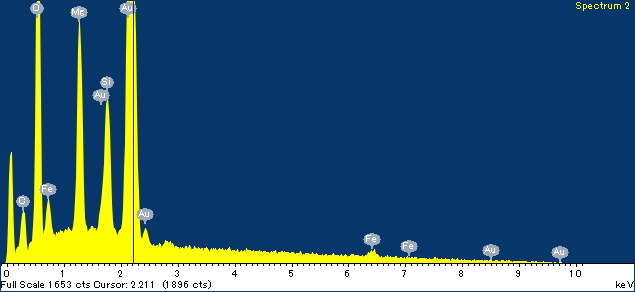 Spectrum 2
O Mg Au
Si
Au
Fe
C
Au
Fe
Fe
Au
Au
0 1 2 3 4 5 6 7 8 9 10
Full Scale 1653 cts Cursor: 2.211 (1896 cts) keV